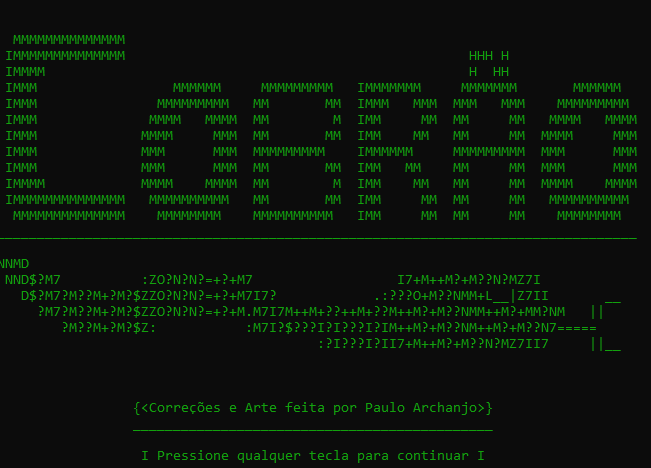 MMMMMMMMMMMMMM
IMMMMMMMMMMMMMM                                           HHH H
IMMMM                                                     H  HH
IMMM                 MMMMMM     MMMMMMMMM   IMMMMMMM     MMMMMMM       MMMMMM
IMMM               MMMMMMMMM   MM       MM  IMMM   MMM  MMM   MMM    MMMMMMMMM
IMMM              MMMM   MMMM  MM        M  IMM     MM  MM     MM   MMMM   MMMM
IMMM             MMMM     MMM  MM       MM  IMM    MM   MM     MM  MMMM     MMM
IMMM             MMM      MMM  MMMMMMMMM    IMMMMMM     MMMMMMMMM  MMM      MMM
IMMM             MMM      MMM  MM       MM  IMM   MM    MM     MM  MMM      MMM
IMMMM            MMMM    MMMM  MM        M  IMM    MM   MM     MM  MMMM    MMMM
IMMMMMMMMMMMMMM   MMMMMMMMMM   MM       MM  IMM     MM  MM     MM   MMMMMMMMMM
 MMMMMMMMMMMMMM    MMMMMMMM    MMMMMMMMMM   IMM     MM  MM     MM    MMMMMMMM
NNMD
NND$?M7          :ZO?N?N?=+?+M7                  I7+M++M?+M??N?MZ7I
D$?M7?M??M+?M?$ZZO?N?N?=+?+M7I7?            .:???O+M??NMM+L__|Z7II       __
?M7?M??M+?M?$ZZO?N?N?=+?+M.M7I7M++M+??++M+??M++M?+M??NMM++M?+MM?NM   ||
?M??M+?M?$Z:           :M7I?$???I?I???I?IM++M?+M??NM++M?+M??N7=====
:?I???I?II7+M++M?+M??N?MZ7II7     ||__
{<Correções e Arte feita por Paulo Archanjo>}
I Pressione qualquer tecla para continuar I